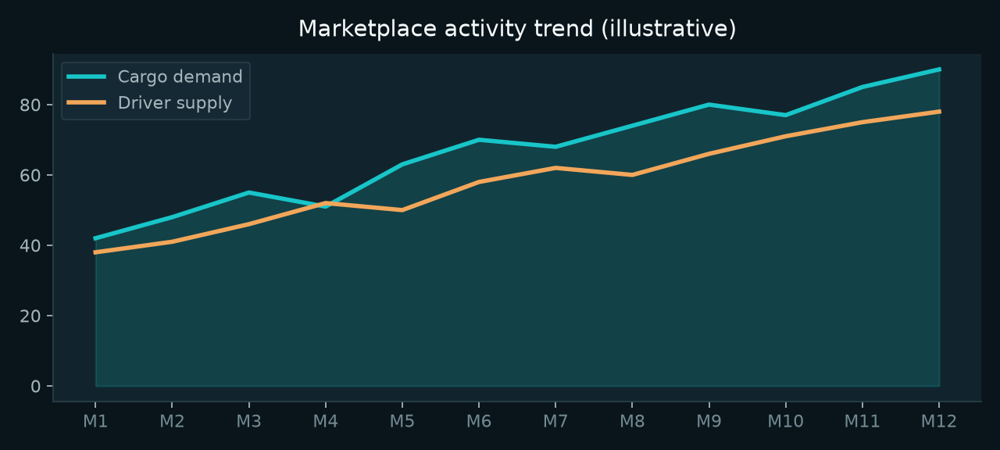 Marketplace activity trend (illustrative)
Cargo demand
Driver supply
80
60
40
20
0
M1 M2 M3 M4 M5 M6 M7 M8 M9 M10 M11 M12